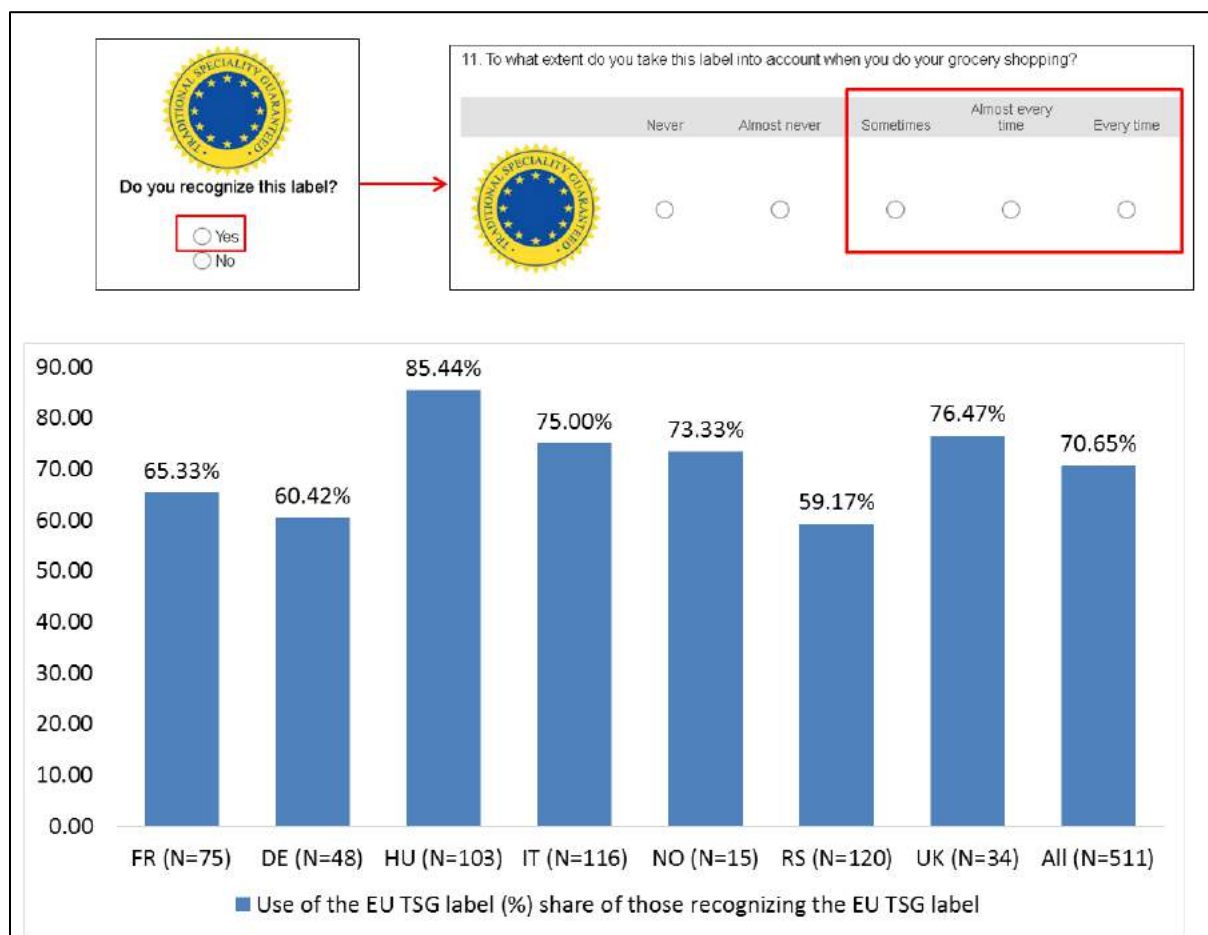 TRADITIONAL SPECIALITY GUARANTEED
Do you recognize this label?
Yes
No
11. To what extent do you take this label into account when you do your grocery shopping?
Never Almost never Sometimes Almost every time Every time
TRADITIONAL SPECIALITY GUARANTEED
90.00
80.00
70.00
60.00
50.00
40.00
30.00
20.00
10.00
0.00
65.33%
60.42%
85.44%
75.00%
73.33%
59.17%
76.47%
70.65%
FR (N=75) DE (N=48) HU (N=103) IT (N=116) NO (N=15) RS (N=120) UK (N=34) All (N=511)
Use of the EU TSG label (%) share of those recognizing the EU TSG label